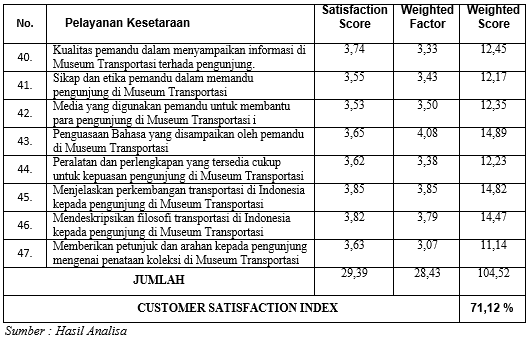 No. Pelayanan Kesetaraan Satisfaction Score Weighted Factor Weighted Score
40. Kualitas pemandu dalam menyampaikan informasi di Museum Transportasi terhada pengunjung. 3,74 3,33 12,45
41. Sikap dan etika pemandu dalam memandu pengunjung di Museum Transportasi 3,55 3,43 12,17
42. Media yang digunakan pemandu untuk membantu para pengunjung di Museum Transportasi i 3,53 3,50 12,35
43. Penguasaan Bahasa yang disampaikan oleh pemandu di Museum Transportasi 3,65 4,08 14,89
44. Peralatan dan perlengkapan yang tersedia cukup untuk kepuasan pengunjung di Museum Transportasi 3,62 3,38 12,23
45. Menjelaskan perkembangan transportasi di Indonesia kepada pengunjung di Museum Transportasi 3,85 3,85 14,82
46. Mendeskripsikan filosofi transportasi di Indonesia kepada pengunjung di Museum Transportasi 3,82 3,79 14,47
47. Memberikan petunjuk dan arahan kepada pengunjung mengenai penataan koleksi di Museum Transportasi 3,63 3,07 11,14
JUMLAH 29,39 28,43 104,52
CUSTOMER SATISFACTION INDEX 71,12 %
Sumber : Hasil Analisa